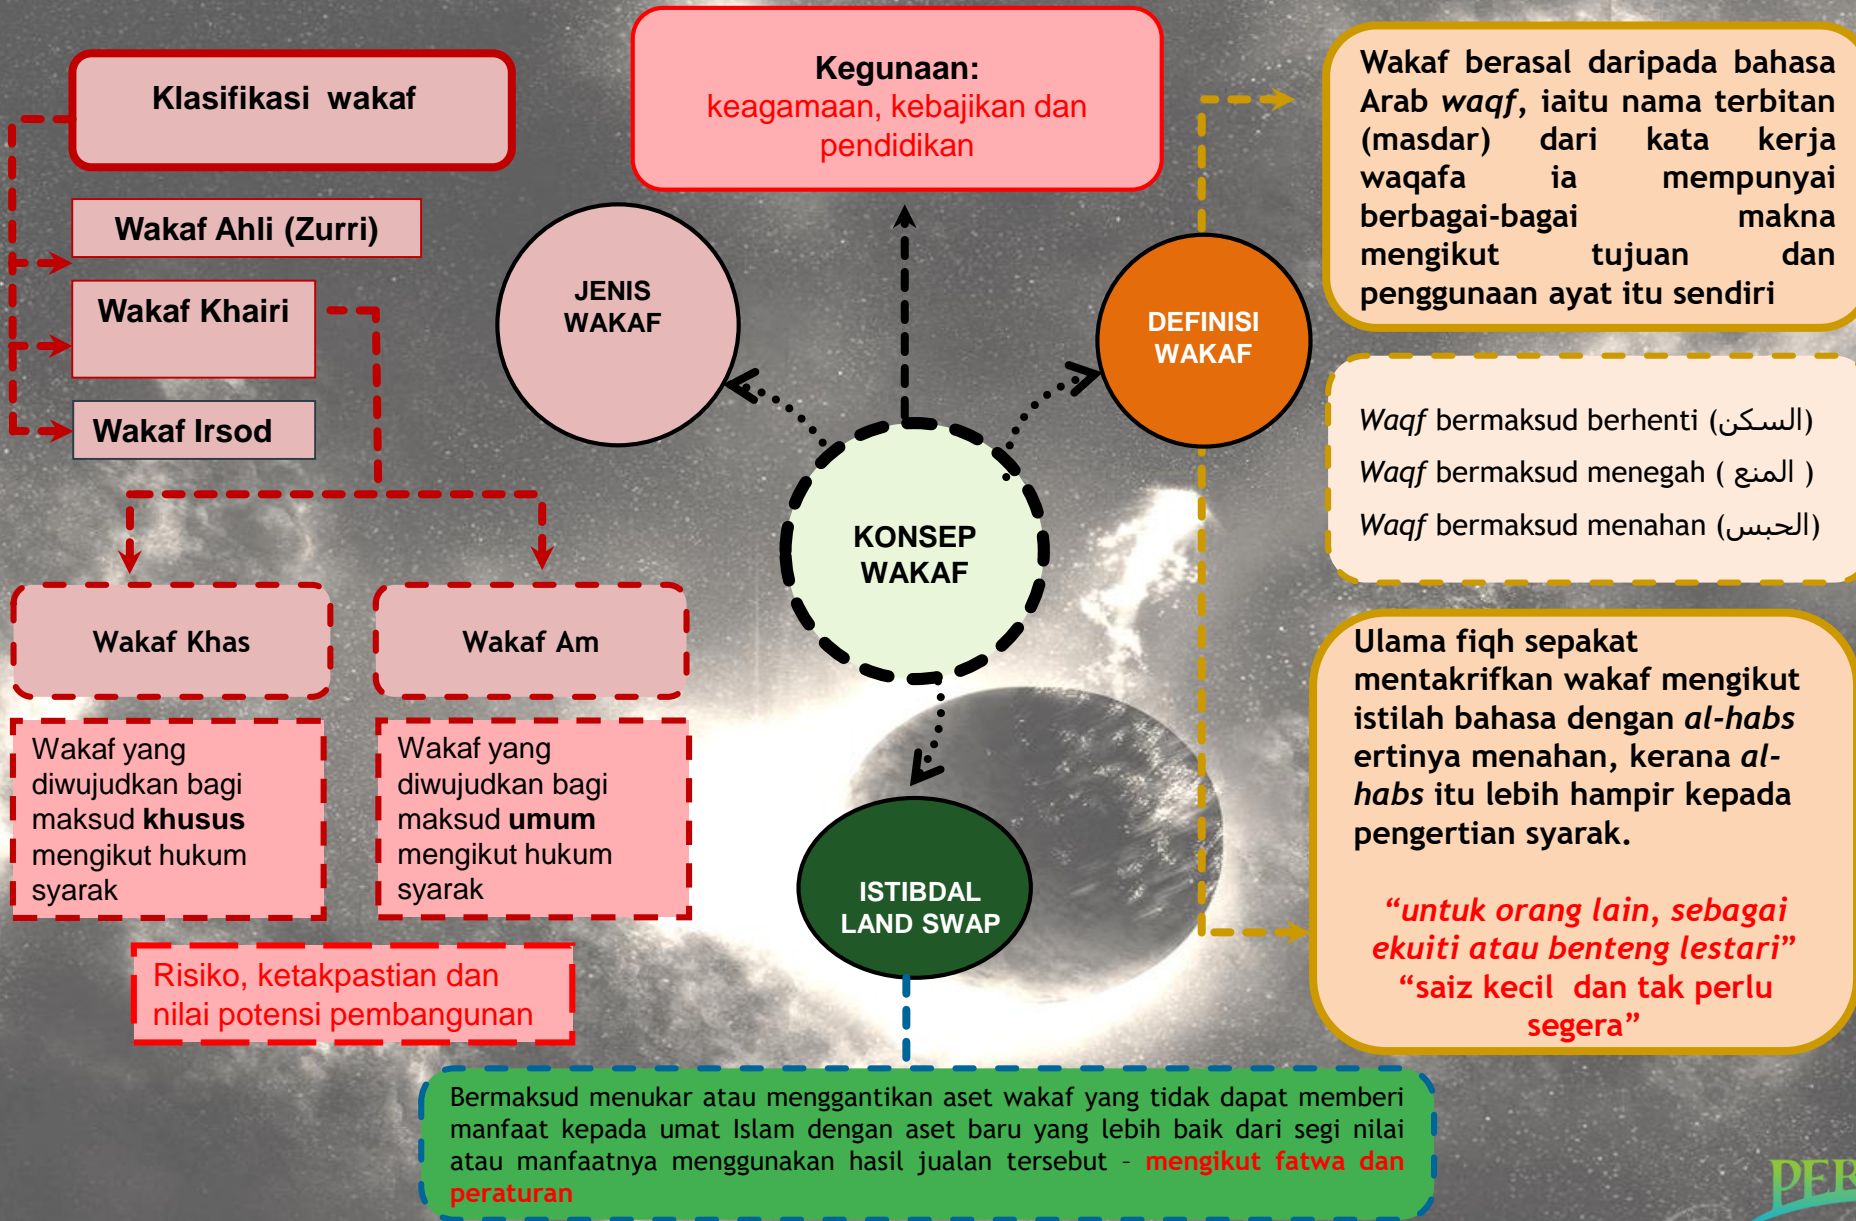 Klasifikasi wakaf
Wakaf Ahli (Zurri)
Wakaf Khairi
Wakaf Irsod
Wakaf Khas
Wakaf Am
Wakaf yang
diwujudkan bagi
maksud khusus
mengikut hukum
syarak
Wakaf yang
diwujudkan bagi
maksud umum
mengikut hukum
syarak
Risiko, ketakpastian dan
nilai potensi pembangunan
Kegunaan:
keagamaan, kebajikan dan
pendidikan
JENIS
WAKAF
DEFINISI
WAKAF
KONSEP
WAKAF
ISTIBDAL
LAND SWAP
Wakaf berasal daripada bahasa
Arab waqf, iaitu nama terbitan
(masdar) dari kata kerja
waqafa ia mempunyai
berbagai-bagai makna
mengikut tujuan dan
penggunaan ayat itu sendiri
Waqf bermaksud berhenti (السكن)
Waqf bermaksud menegah ( المنع )
Waqf bermaksud menahan (الحبس)
Ulama fiqh sepakat
mentakrifkan wakaf mengikut
istilah bahasa dengan al-habs
ertinya menahan, kerana al-
habs itu lebih hampir kepada
pengertian syarak.
“untuk orang lain, sebagai
ekuiti atau benteng lestari”
“saiz kecil dan tak perlu
segera”
Bermaksud menukar atau menggantikan aset wakaf yang tidak dapat memberi
manfaat kepada umat Islam dengan aset baru yang lebih baik dari segi nilai
atau manfaatnya menggunakan hasil jualan tersebut – mengikut fatwa dan
peraturan